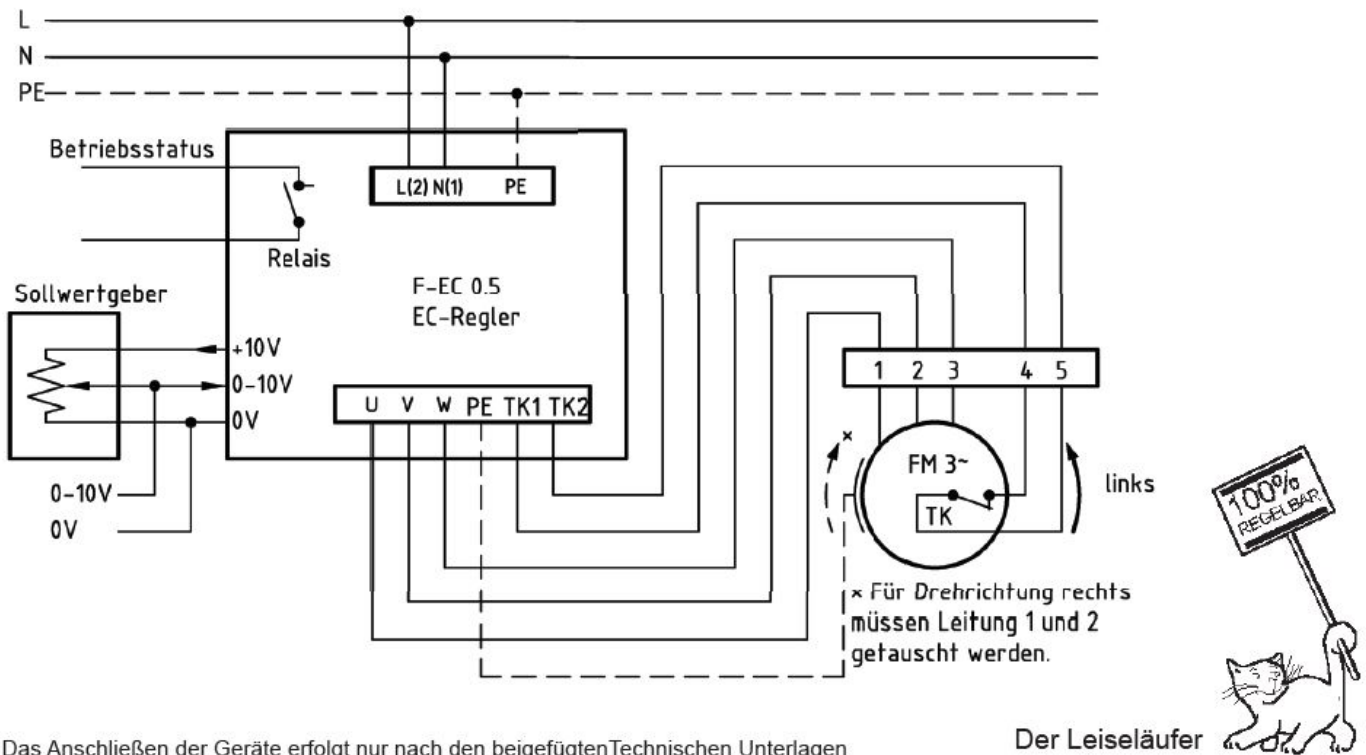 L
N
PE
Betriebsstatus
L(2) N(1) PE
Relais
F-EC 0.5
EC-Regler
Sollwertgeber
+10V
0-10V
0V
U V W PE TK1 TK2
0-10V
0V
1 2 3 4 5
×
FM 3~
TK
links
× Für Drehrichtung rechts
müssen Leitung 1 und 2
getauscht werden.
100%
REGELBAR
Der Leiseläufer
Das Anschließen der Geräte erfolgt nur nach den beigefügtenTechnischen Unterlagen